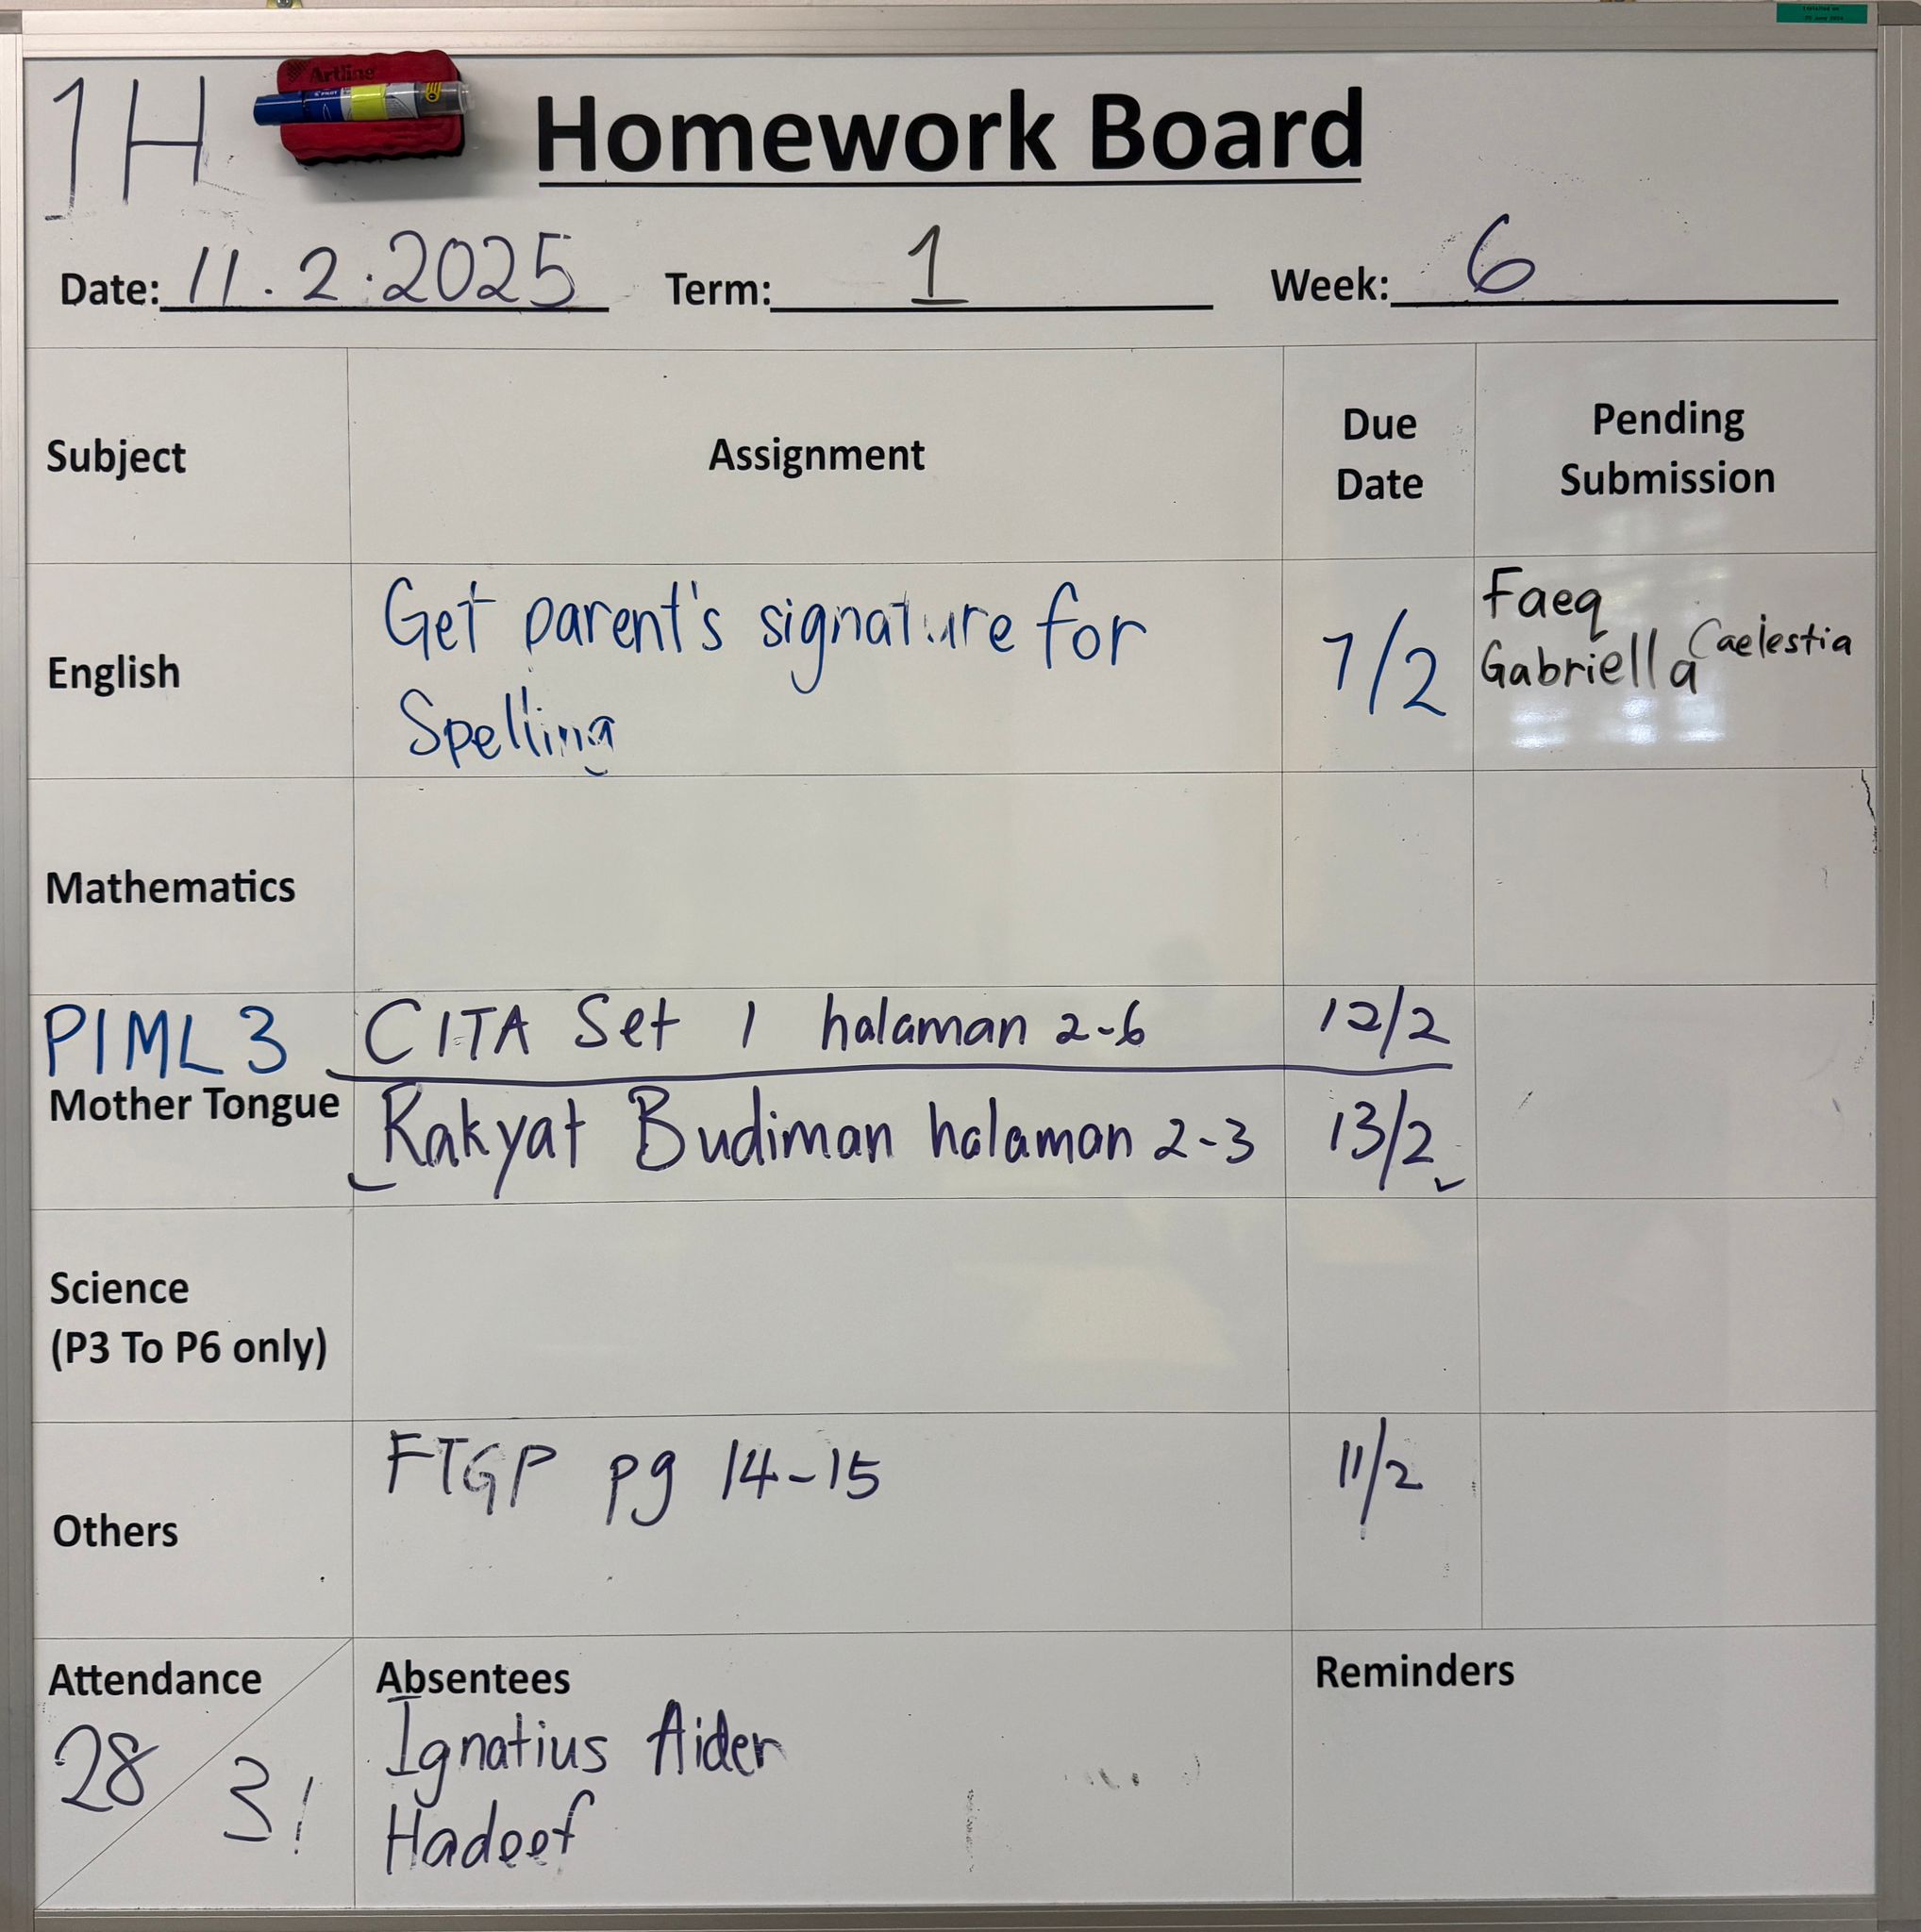 1H
Artline
Homework Board
Date: 11.2.2025 Term: 1 Week: 6
Subject Assignment Due Date Pending Submission
English Get parent's signature for Spelling 7/2 Faeq Gabriella Caelestia
Mathematics
PIML 3 Mother Tongue CITA Set 1 halaman 2-6 12/2
Rakyat Budiman halaman 2-3 13/2
Science
(P3 To P6 only)
Others FTGP pg 14-15 11/2
Attendance 28 31
Absentees
Ignatius Aider
Hadeef
Reminders